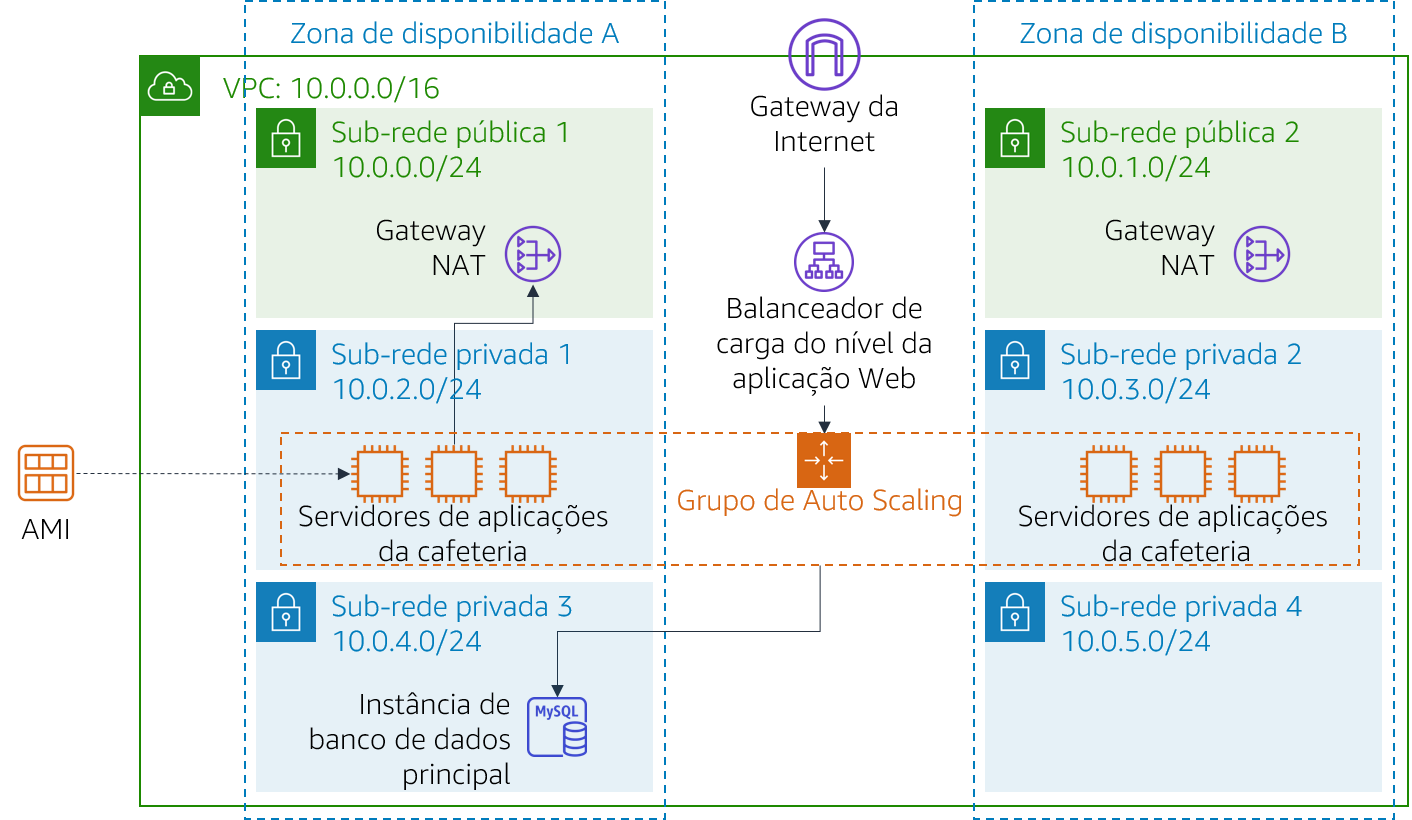 Zona de disponibilidade A
Zona de disponibilidade B
VPC: 10.0.0.0/16
Gateway da
Internet
Sub-rede pública 1
10.0.0.0/24
Sub-rede pública 2
10.0.1.0/24
Gateway
NAT
Gateway
NAT
Balanceador de
carga do nível da
aplicação Web
Sub-rede privada 1
10.0.2.0/24
Sub-rede privada 2
10.0.3.0/24
AMI
Servidores de aplicações
da cafeteria
Grupo de Auto Scaling
Servidores de aplicações
da cafeteria
Sub-rede privada 3
10.0.4.0/24
Sub-rede privada 4
10.0.5.0/24
Instância de
banco de dados
principal
MySQL